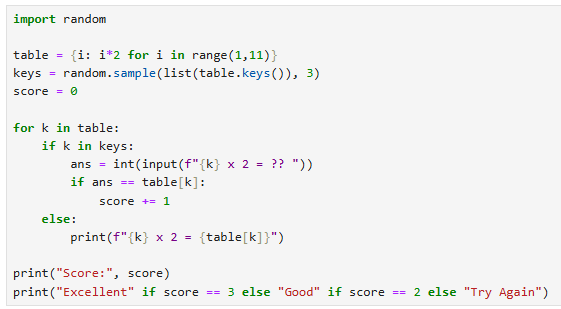 import random

table = {i: i*2 for i in range(1,11)}
keys = random.sample(list(table.keys()), 3)
score = 0

for k in table:
    if k in keys:
        ans = int(input(f"{k} x 2 = ?? "))
        if ans == table[k]:
            score += 1
    else:
        print(f"{k} x 2 = {table[k]}")

print("Score:", score)
print("Excellent" if score == 3 else "Good" if score == 2 else "Try Again")